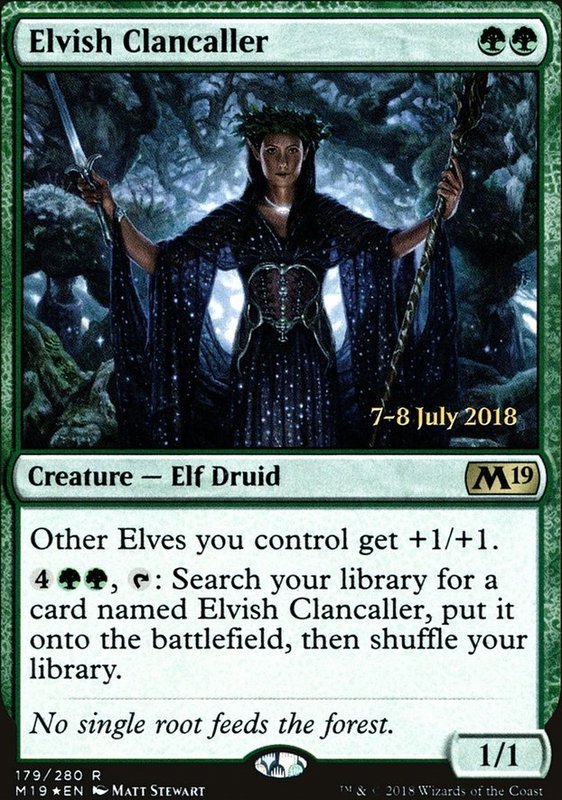 Elvish Clancaller
7–8 July 2018
Creature — Elf Druid
M19
Other Elves you control get +1/+1.
4, : Search your library for a
card named Elvish Clancaller, put it
onto the battlefield, then shuffle your
library.
No single root feeds the forest.
1/1
179/280 R
M19★EN Matt Stewart
™ & © 2018 Wizards of the Coast